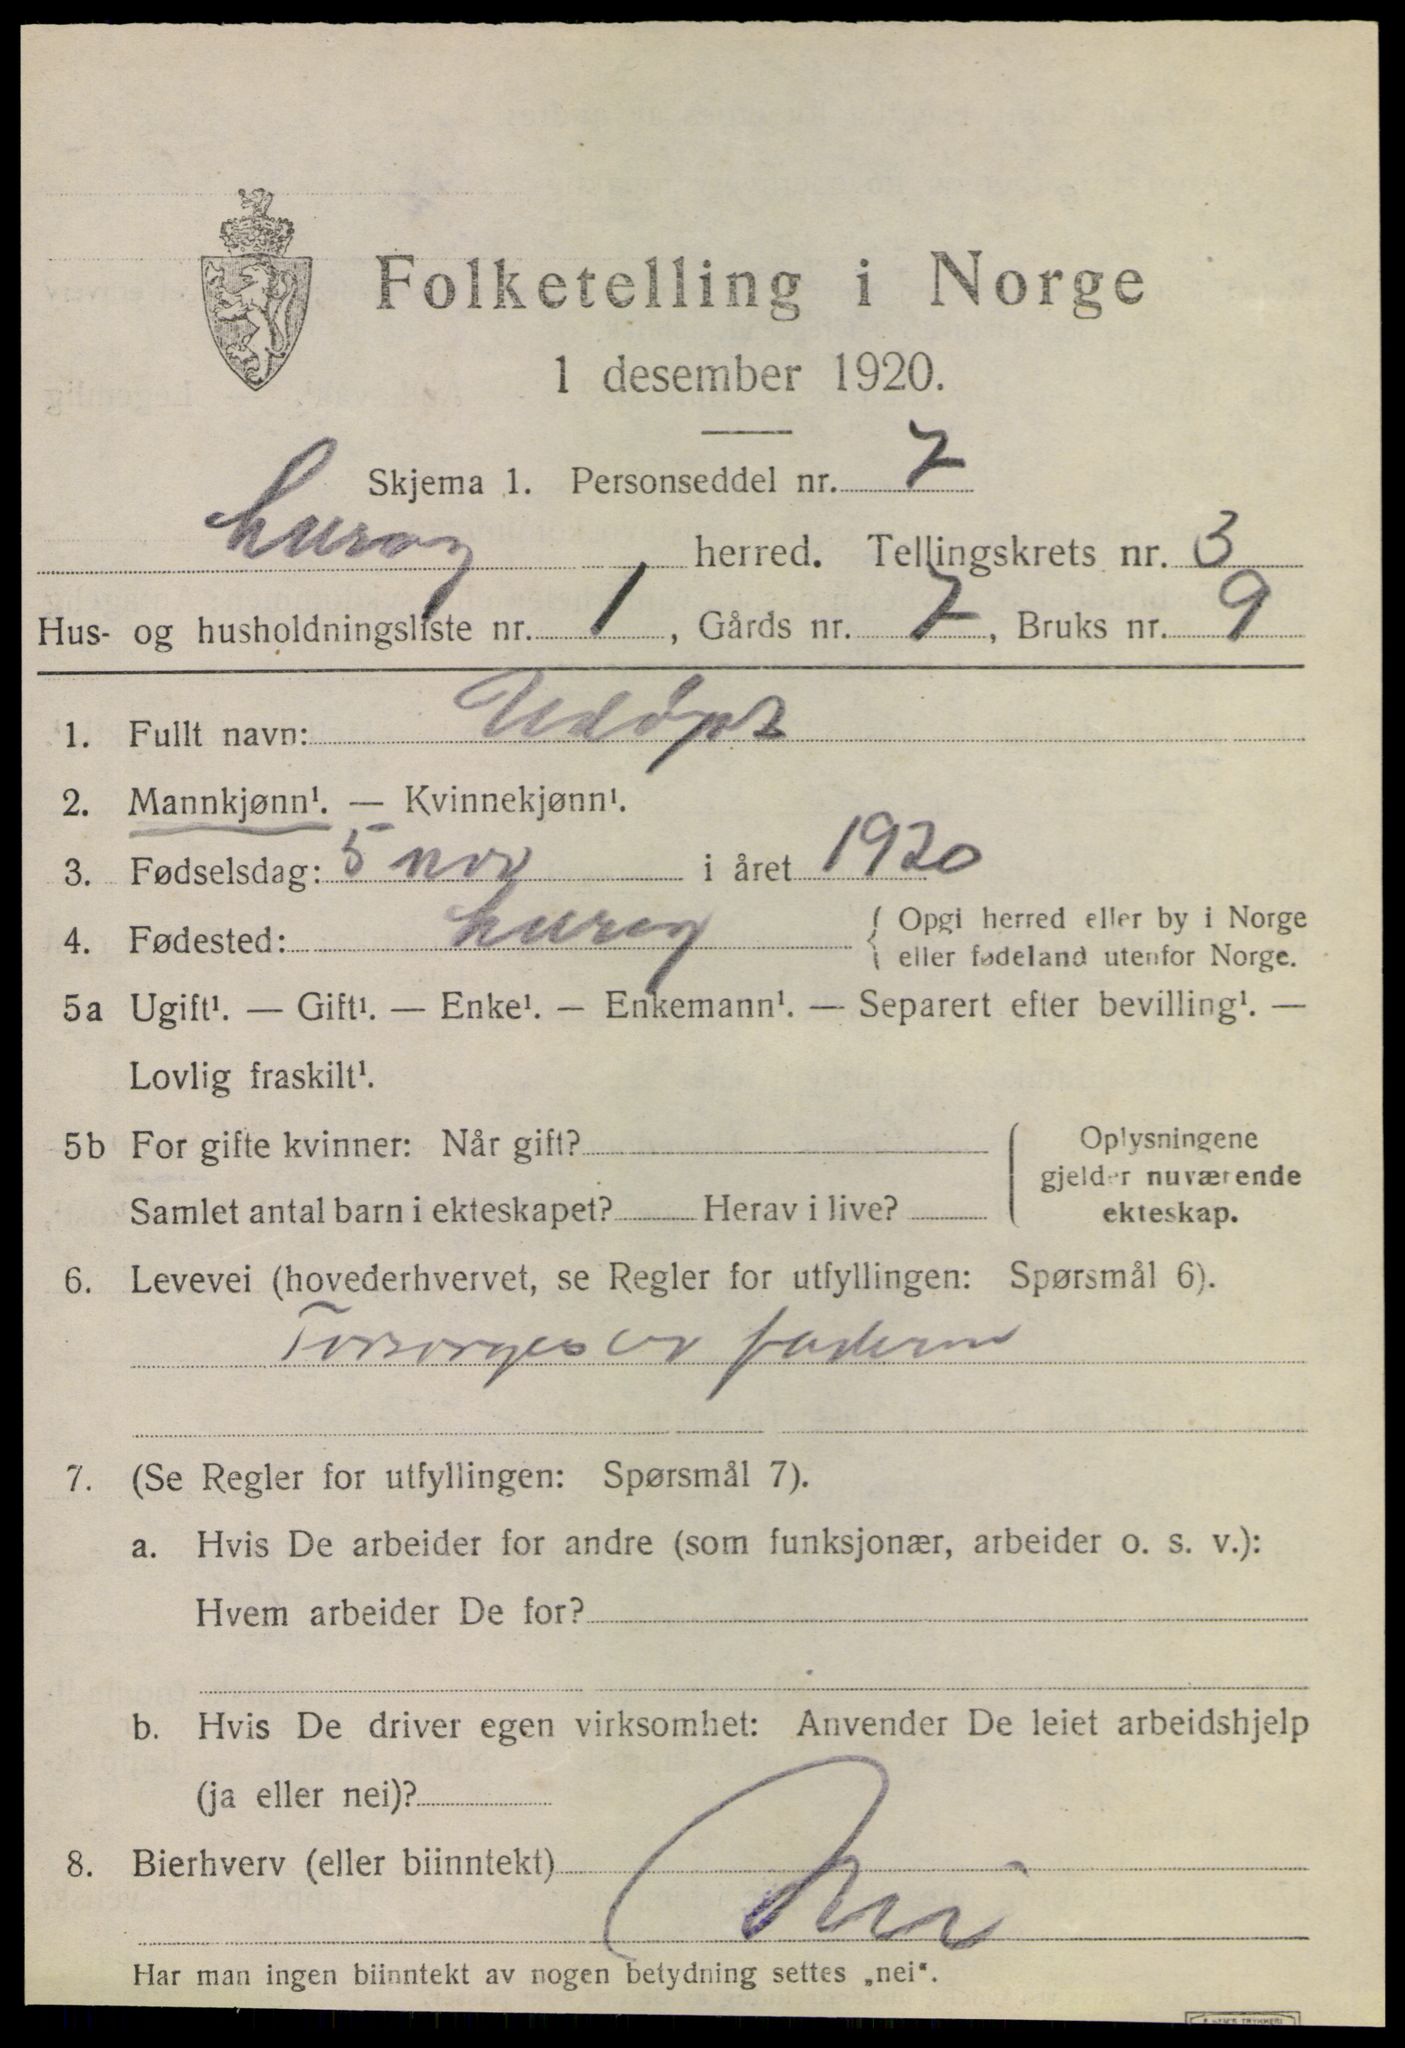 Folketelling i Norge
1 desember 1920.
Skjema 1. Personseddel nr. 7
Lurøy herred. Tellingskrets nr. 3
Hus- og husholdningsliste nr. 1, Gårds nr. 7, Bruks nr. 9
1. Fullt navn: Udøpt
2. Mannkjønn¹. — Kvinnekjønn¹.
3. Fødselsdag: 5 nov i året 1920
4. Fødested: Lurøy { Opgi herred eller by i Norge
eller fødeland utenfor Norge.
5a Ugift¹. — Gift¹. — Enke¹. — Enkemann¹. — Separert efter bevilling¹. —
Lovlig fraskilt¹.
5b For gifte kvinner: Når gift?
Samlet antal barn i ekteskapet? Herav i live?
Oplysningene
gjelder nuværende
ekteskap.
6. Levevei (hovederhvervet, se Regler for utfyllingen: Spørsmål 6).
Forsorges av faderen
7. (Se Regler for utfyllingen: Spørsmål 7).
a. Hvis De arbeider for andre (som funksjonær, arbeider o. s. v.):
Hvem arbeider De for?
b. Hvis De driver egen virksomhet: Anvender De leiet arbeidshjelp
(ja eller nei)?
8. Bierhverv (eller biinntekt)
Nei
Har man ingen biinntekt av nogen betydning settes „nei".